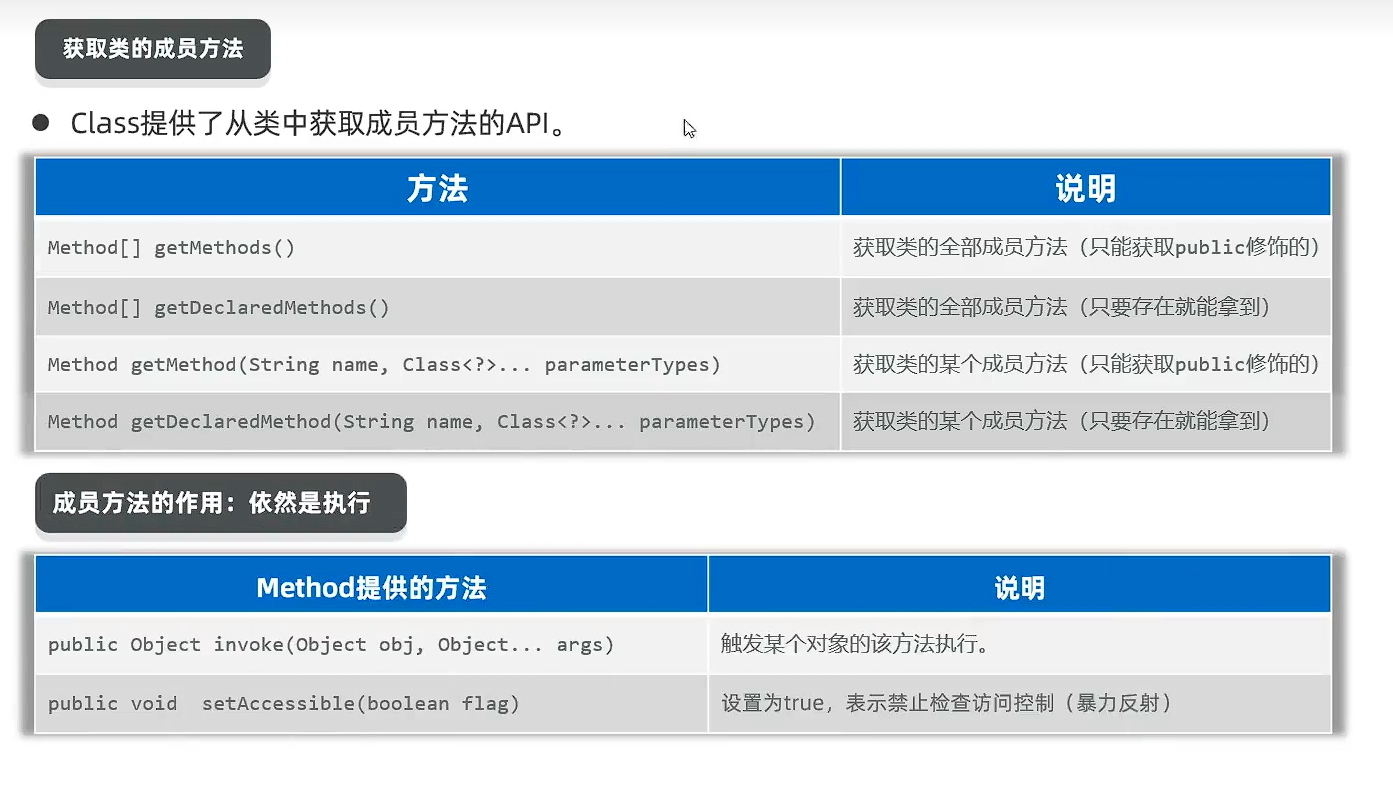 获取类的成员方法
Class提供了从类中获取成员方法的API。
方法 说明
Method[] getMethods() 获取类的全部成员方法（只能获取public修饰的）
Method[] getDeclaredMethods() 获取类的全部成员方法（只要存在就能拿到）
Method getMethod(String name, Class<?>... parameterTypes) 获取类的某个成员方法（只能获取public修饰的）
Method getDeclaredMethod(String name, Class<?>... parameterTypes) 获取类的某个成员方法（只要存在就能拿到）
成员方法的作用：依然是执行
Method提供的方法 说明
public Object invoke(Object obj, Object... args) 触发某个对象的该方法执行。
public void  setAccessible(boolean flag) 设置为true，表示禁止检查访问控制（暴力反射）